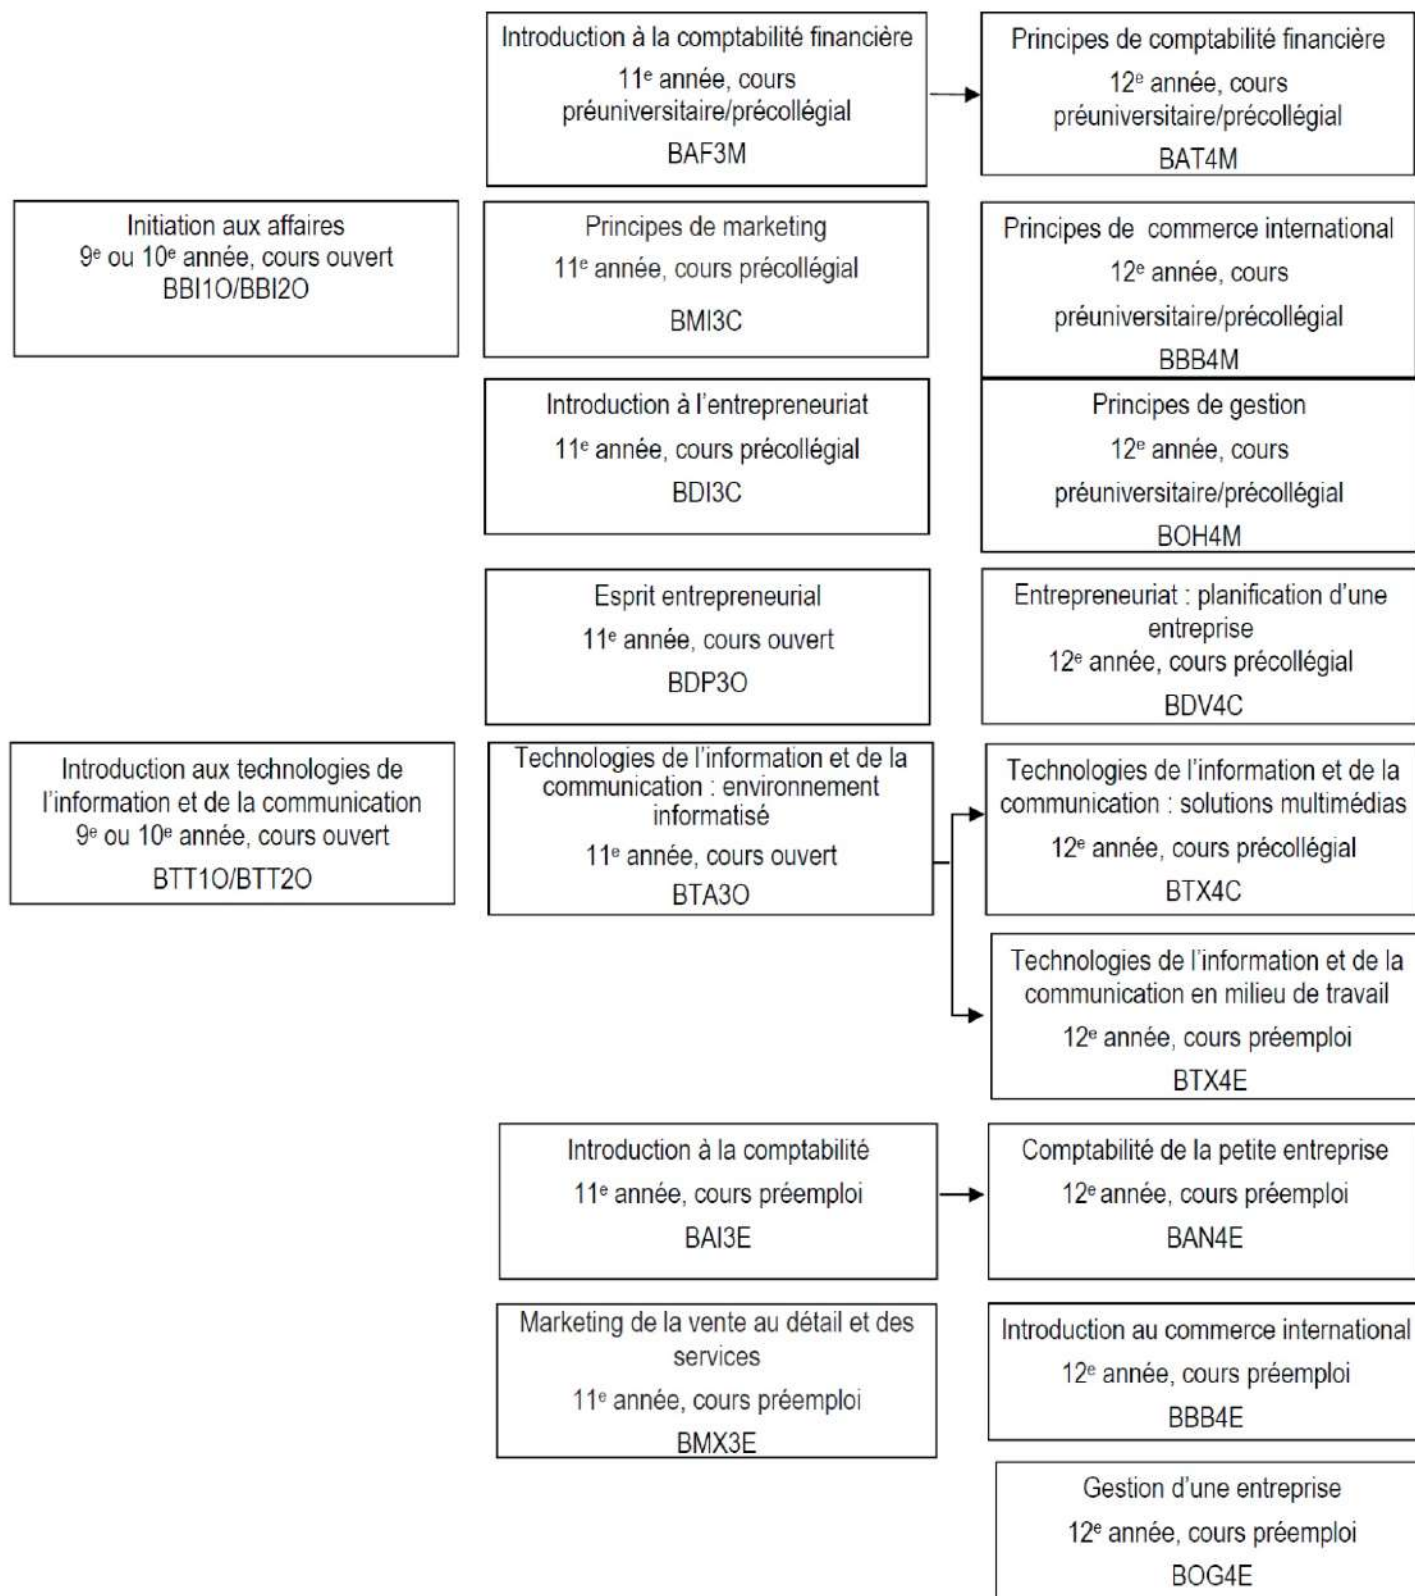 Introduction à la comptabilité financière
11e année, cours
préuniversitaire/précollégial
BAF3M
Principes de comptabilité financière
12e année, cours
préuniversitaire/précollégial
BAT4M
Initiation aux affaires
9e ou 10e année, cours ouvert
BBI1O/BBI2O
Principes de marketing
11e année, cours précollégial
BMI3C
Principes de commerce international
12e année, cours
préuniversitaire/précollégial
BBB4M
Introduction à l'entrepreneuriat
11e année, cours précollégial
BDI3C
Principes de gestion
12e année, cours
préuniversitaire/précollégial
BOH4M
Esprit entrepreneurial
11e année, cours ouvert
BDP3O
Entrepreneuriat : planification d'une
entreprise
12e année, cours précollégial
BDV4C
Introduction aux technologies de
l'information et de la communication
9e ou 10e année, cours ouvert
BTT1O/BTT2O
Technologies de l'information et de la
communication : environnement
informatisé
11e année, cours ouvert
BTA3O
Technologies de l'information et de la
communication : solutions multimédias
12e année, cours précollégial
BTX4C
Technologies de l'information et de la
communication en milieu de travail
12e année, cours préemploi
BTX4E
Introduction à la comptabilité
11e année, cours préemploi
BAI3E
Comptabilité de la petite entreprise
12e année, cours préemploi
BAN4E
Marketing de la vente au détail et des
services
11e année, cours préemploi
BMX3E
Introduction au commerce international
12e année, cours préemploi
BBB4E
Gestion d'une entreprise
12e année, cours préemploi
BOG4E